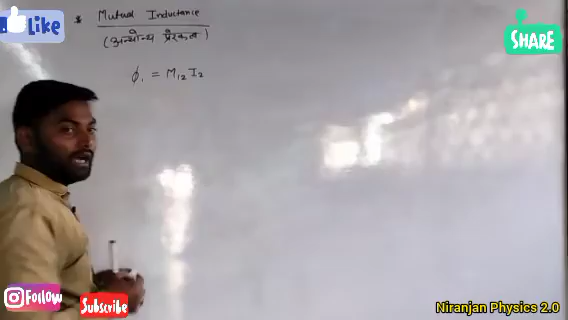 * Mutual Inductance
(अन्योन्य प्रेरकत्व)
ϕ₁ = M₁₂ I₂
Like
SHARE
Follow
Subscribe
Niranjan Physics 2.0